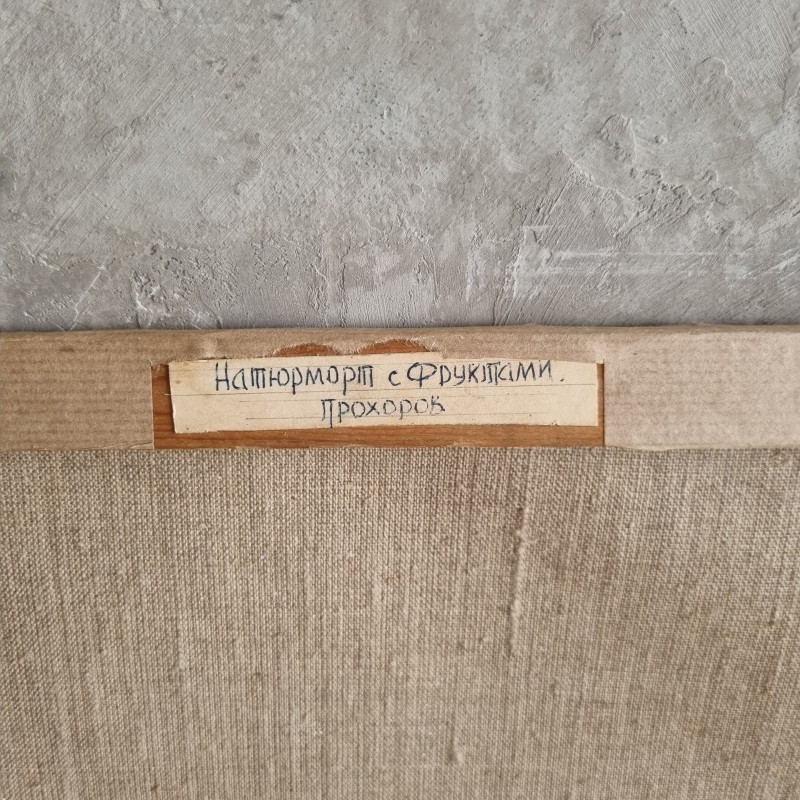 Натюрморт с Фруктами.
Прохоров